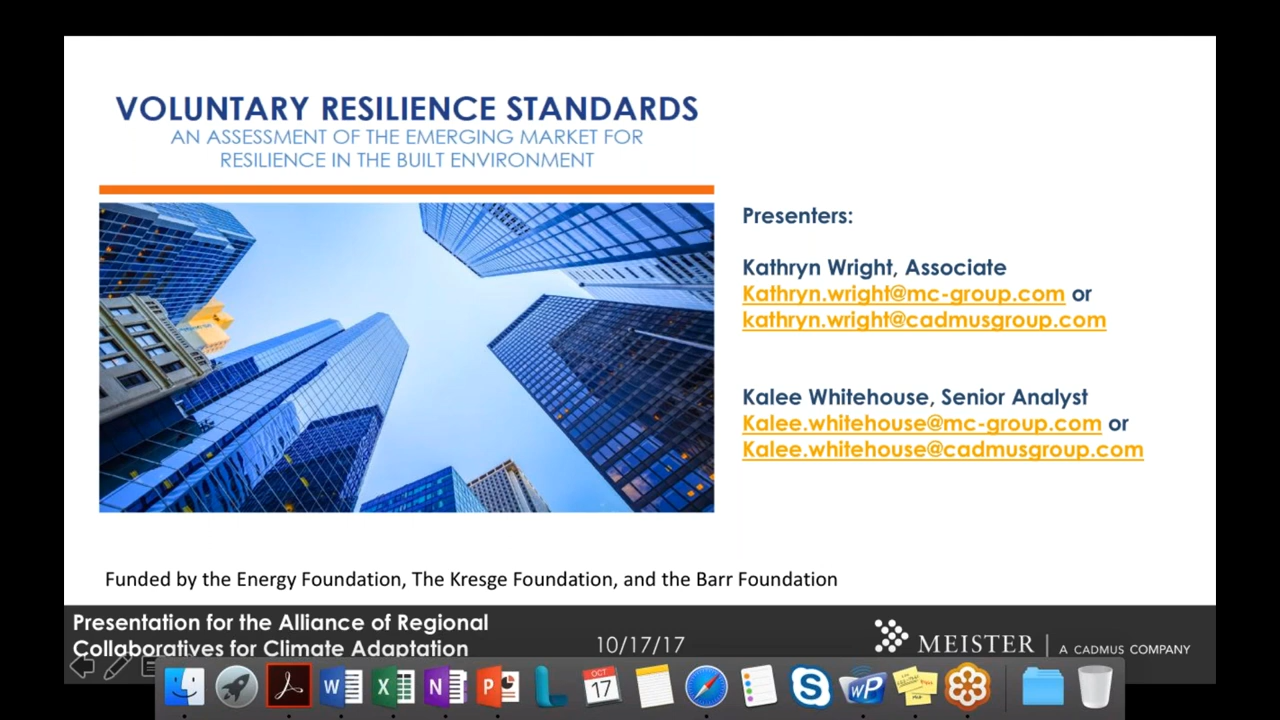 VOLUNTARY RESILIENCE STANDARDS
AN ASSESSMENT OF THE EMERGING MARKET FOR
RESILIENCE IN THE BUILT ENVIRONMENT
Presenters:
Kathryn Wright, Associate
Kathryn.wright@mc-group.com or
kathryn.wright@cadmusgroup.com
Kalee Whitehouse, Senior Analyst
Kalee.whitehouse@mc-group.com or
Kalee.whitehouse@cadmusgroup.com
Funded by the Energy Foundation, The Kresge Foundation, and the Barr Foundation
Presentation for the Alliance of Regional
Collaboratives for Climate Adaptation
10/17/17
MEISTER | A CADMUS COMPANY
W
X
N
P
L
OCT
17
S
WP